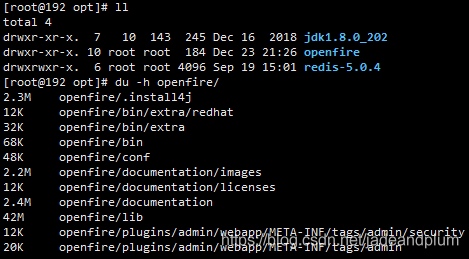 [root@192 opt]# ll
total 4
drwxr-xr-x.  7   10  143  245 Dec 16  2018 jdk1.8.0_202
drwxr-xr-x. 10 root root  184 Dec 23 21:26 openfire
drwxrwxr-x.  6 root root 4096 Sep 19 15:01 redis-5.0.4
[root@192 opt]# du -h openfire/
2.3M    openfire/.install4j
12K     openfire/bin/extra/redhat
32K     openfire/bin/extra
68K     openfire/bin
48K     openfire/conf
2.2M    openfire/documentation/images
12K     openfire/documentation/licenses
2.4M    openfire/documentation
42M     openfire/lib
12K     openfire/plugins/admin/webapp/META-INF/tags/admin/security
20K     openfire/plugins/admin/webapp/META-INF/tags/admin
https://blog.csdn.net/jadeandplum